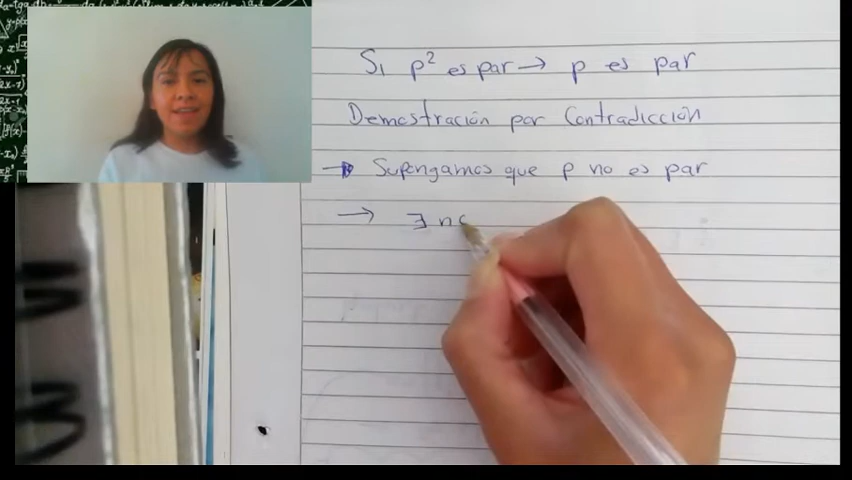 Si p² es par → p es par
Demostración por Contradicción
→ Supongamos que p no es par
→ ∃ n